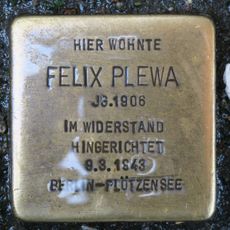 HIER WOHNTE
FELIX PLEWA
JG. 1906
IM WIDERSTAND
HINGERICHTET
9.3.1943
BERLIN-PLÖTZENSEE